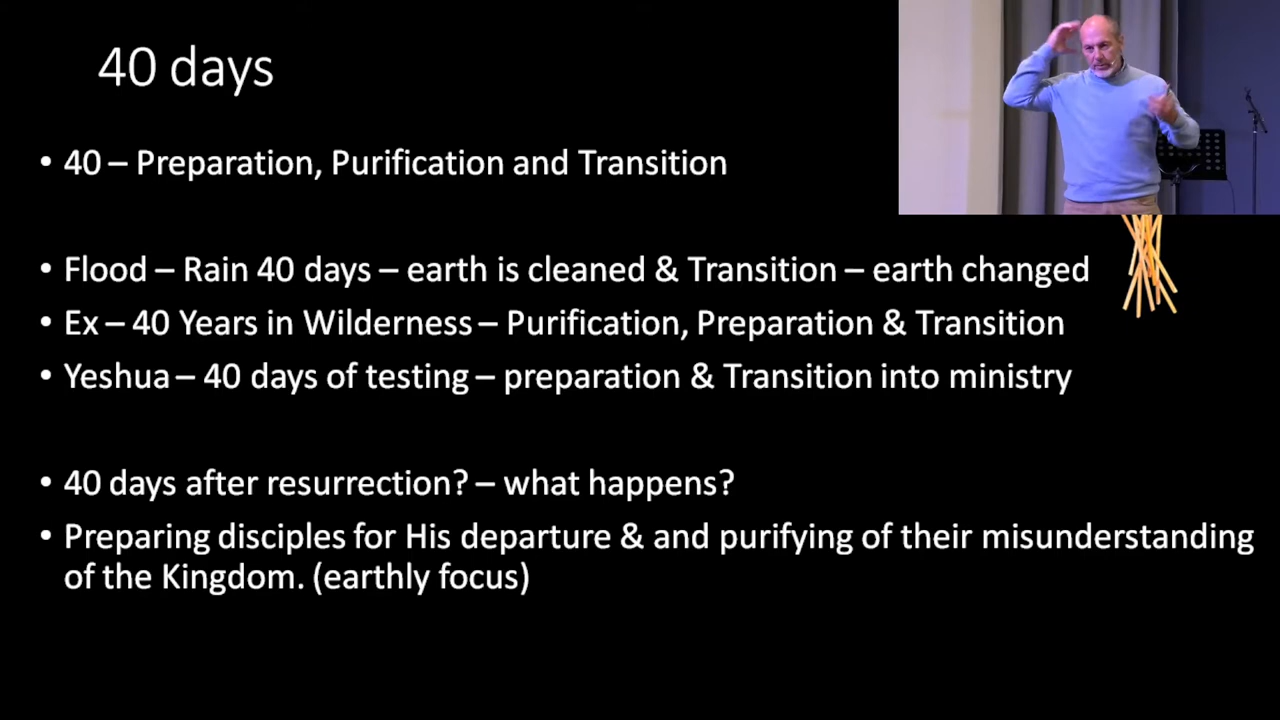 40 days
• 40 – Preparation, Purification and Transition
• Flood – Rain 40 days – earth is cleaned & Transition – earth changed
• Ex – 40 Years in Wilderness – Purification, Preparation & Transition
• Yeshua – 40 days of testing – preparation & Transition into ministry
• 40 days after resurrection? – what happens?
• Preparing disciples for His departure & and purifying of their misunderstanding
of the Kingdom. (earthly focus)